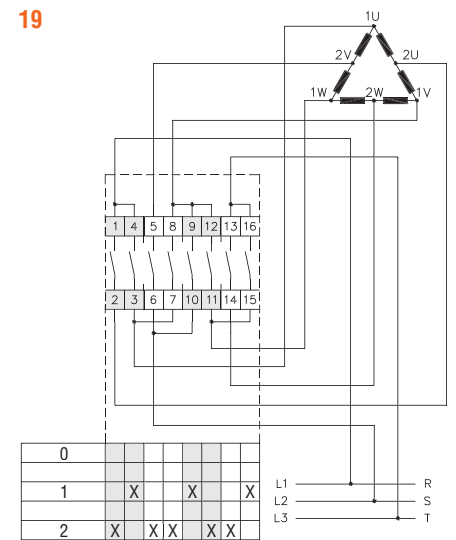 19
1U
2V 2U
1W 2W 1V
1 4 5 8 9 12 13 16
2 3 6 7 10 11 14 15
0
1 X X X
2 X X X X X
L1 R
L2 S
L3 T